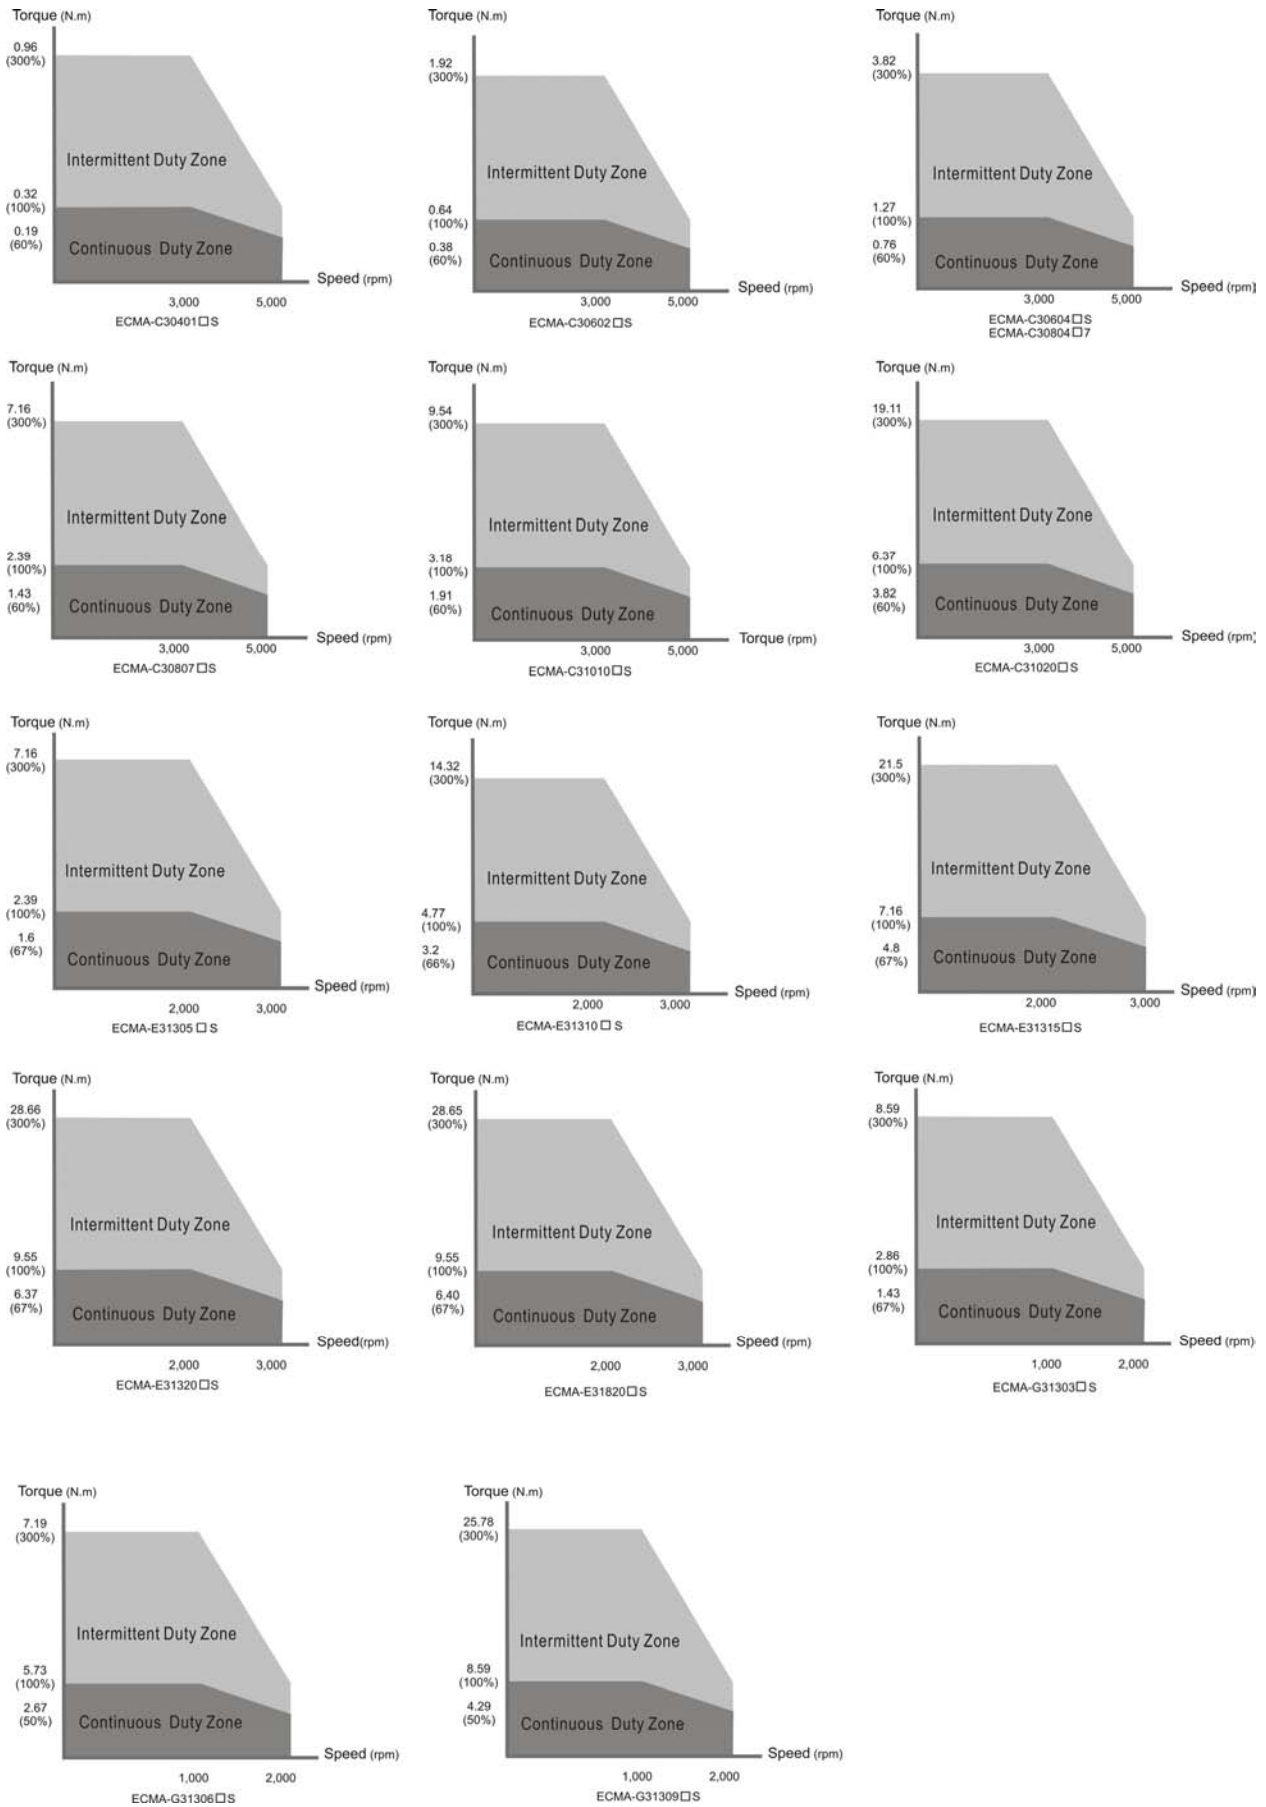 Torque (N.m)
0.96
(300%)
Intermittent Duty Zone
0.32
(100%)
0.19
(60%)
Continuous Duty Zone
Speed (rpm)
3,000 5,000
ECMA-C30401□S
Torque (N.m)
1.92
(300%)
Intermittent Duty Zone
0.64
(100%)
0.38
(60%)
Continuous Duty Zone
Speed (rpm)
3,000 5,000
ECMA-C30602□S
Torque (N.m)
3.82
(300%)
Intermittent Duty Zone
1.27
(100%)
0.76
(60%)
Continuous Duty Zone
Speed (rpm)
3,000 5,000
ECMA-C30604□S
ECMA-C30804□7
Torque (N.m)
7.16
(300%)
Intermittent Duty Zone
2.39
(100%)
1.43
(60%)
Continuous Duty Zone
Speed (rpm)
3,000 5,000
ECMA-C30807□S
Torque (N.m)
9.54
(300%)
Intermittent Duty Zone
3.18
(100%)
1.91
(60%)
Continuous Duty Zone
Torque (rpm)
3,000 5,000
ECMA-C31010□S
Torque (N.m)
19.11
(300%)
Intermittent Duty Zone
6.37
(100%)
3.82
(60%)
Continuous Duty Zone
Speed (rpm)
3,000 5,000
ECMA-C31020□S
Torque (N.m)
7.16
(300%)
Intermittent Duty Zone
2.39
(100%)
1.6
(67%)
Continuous Duty Zone
Speed (rpm)
2,000 3,000
ECMA-E31305□S
Torque (N.m)
14.32
(300%)
Intermittent Duty Zone
4.77
(100%)
3.2
(66%)
Continuous Duty Zone
Speed (rpm)
2,000 3,000
ECMA-E31310□S
Torque (N.m)
21.5
(300%)
Intermittent Duty Zone
7.16
(100%)
4.8
(67%)
Continuous Duty Zone
Speed (rpm)
2,000 3,000
ECMA-E31315□S
Torque (N.m)
28.66
(300%)
Intermittent Duty Zone
9.55
(100%)
6.37
(67%)
Continuous Duty Zone
Speed(rpm)
2,000 3,000
ECMA-E31320□S
Torque (N.m)
28.65
(300%)
Intermittent Duty Zone
9.55
(100%)
6.40
(67%)
Continuous Duty Zone
Speed (rpm)
2,000 3,000
ECMA-E31820□S
Torque (N.m)
8.59
(300%)
Intermittent Duty Zone
2.86
(100%)
1.43
(67%)
Continuous Duty Zone
Speed (rpm)
1,000 2,000
ECMA-G31303□S
Torque (N.m)
7.19
(300%)
Intermittent Duty Zone
5.73
(100%)
2.67
(50%)
Continuous Duty Zone
Speed (rpm)
1,000 2,000
ECMA-G31306□S
Torque (N.m)
25.78
(300%)
Intermittent Duty Zone
8.59
(100%)
4.29
(50%)
Continuous Duty Zone
Speed (rpm)
1,000 2,000
ECMA-G31309□S